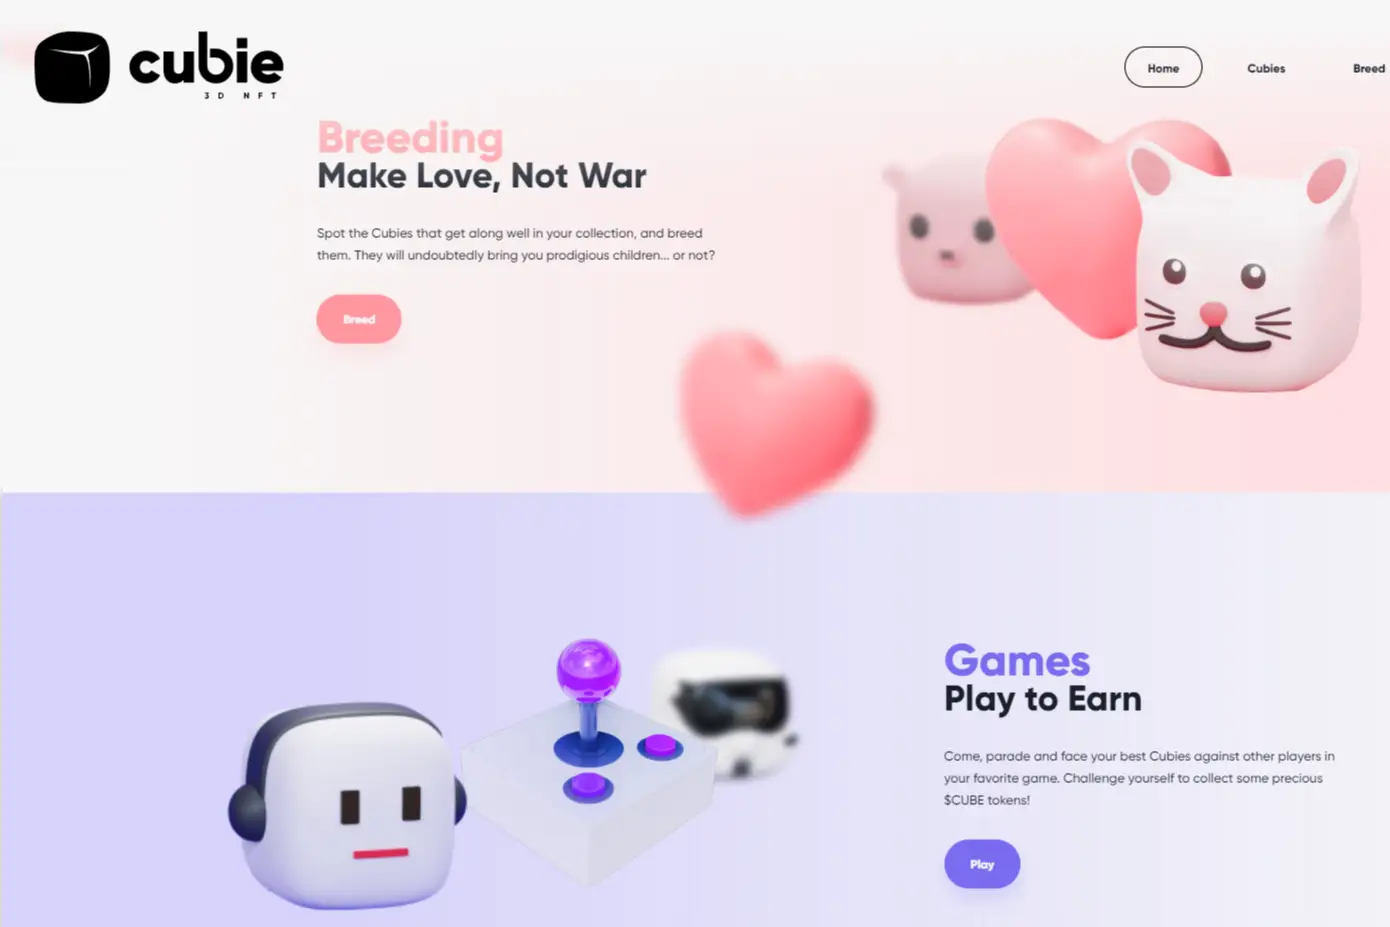 cubie
3D NFT
Home
Cubies
Breed
Breeding
Make Love, Not War
Spot the Cubies that get along well in your collection, and breed
them. They will undoubtedly bring you prodigious children... or not?
Breed
Games
Play to Earn
Come, parade and face your best Cubies against other players in
your favorite game. Challenge yourself to collect some precious
$CUBE tokens!
Play